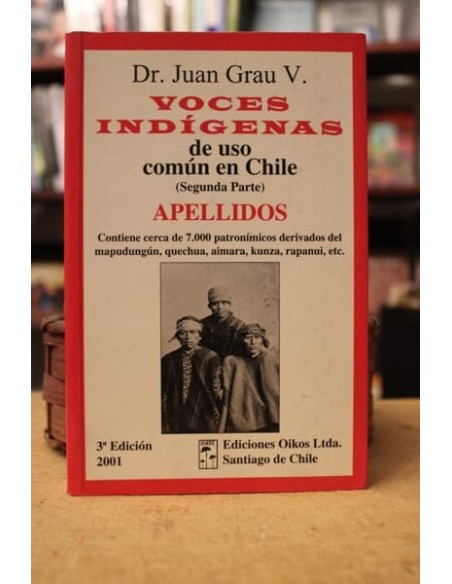 Dr. Juan Grau V.
VOCES
INDÍGENAS
de uso
común en Chile
(Segunda Parte)
APELLIDOS
Contiene cerca de 7.000 patronímicos derivados del
mapudungún, quechua, aimara, kunza, rapanui, etc.
3ª Edición
2001
Ediciones Oikos Ltda.
Santiago de Chile